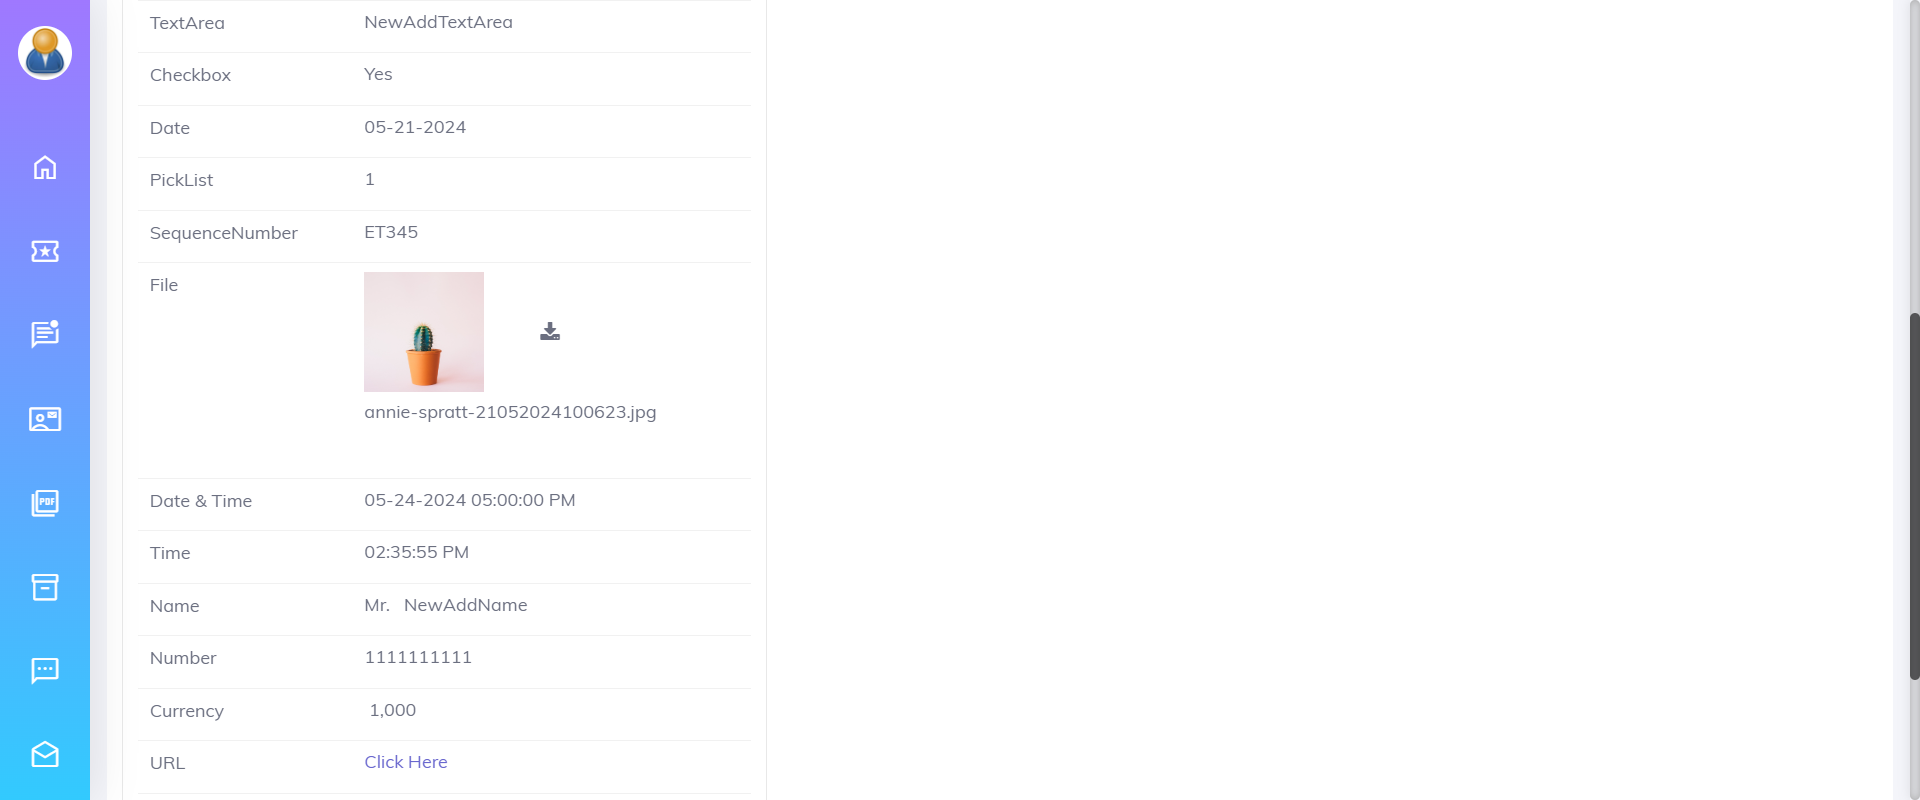 TextArea NewAddTextArea
Checkbox Yes
Date 05-21-2024
PickList 1
SequenceNumber ET345
File
annie-spratt-21052024100623.jpg
Date & Time 05-24-2024 05:00:00 PM
Time 02:35:55 PM
Name Mr. NewAddName
Number 1111111111
Currency 1,000
URL Click Here
PDF